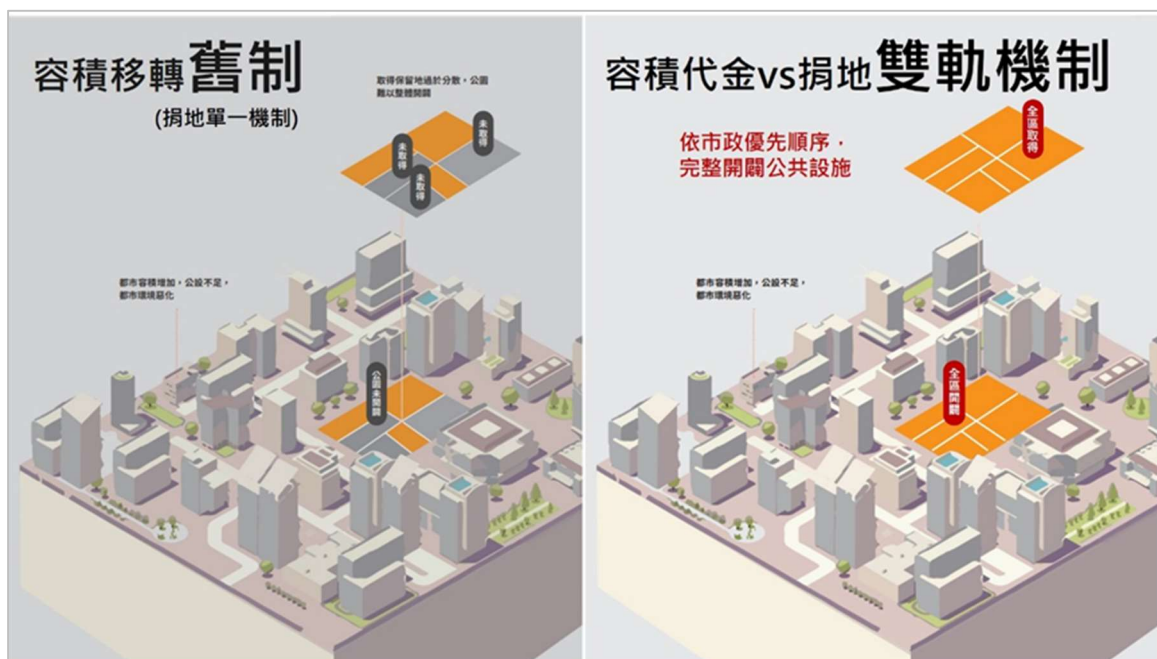 容積移轉舊制
(捐地單一機制)
取得保留地過於分散，公園
難以整體開闢
未取得
未取得
未取得
都市容積增加，公設不足，
都市環境惡化
公園未開闢
容積代金vs捐地雙軌機制
依市政優先順序，
完整開闢公共設施
全區取得
都市容積增加，公設不足，
都市環境惡化
全區開闢